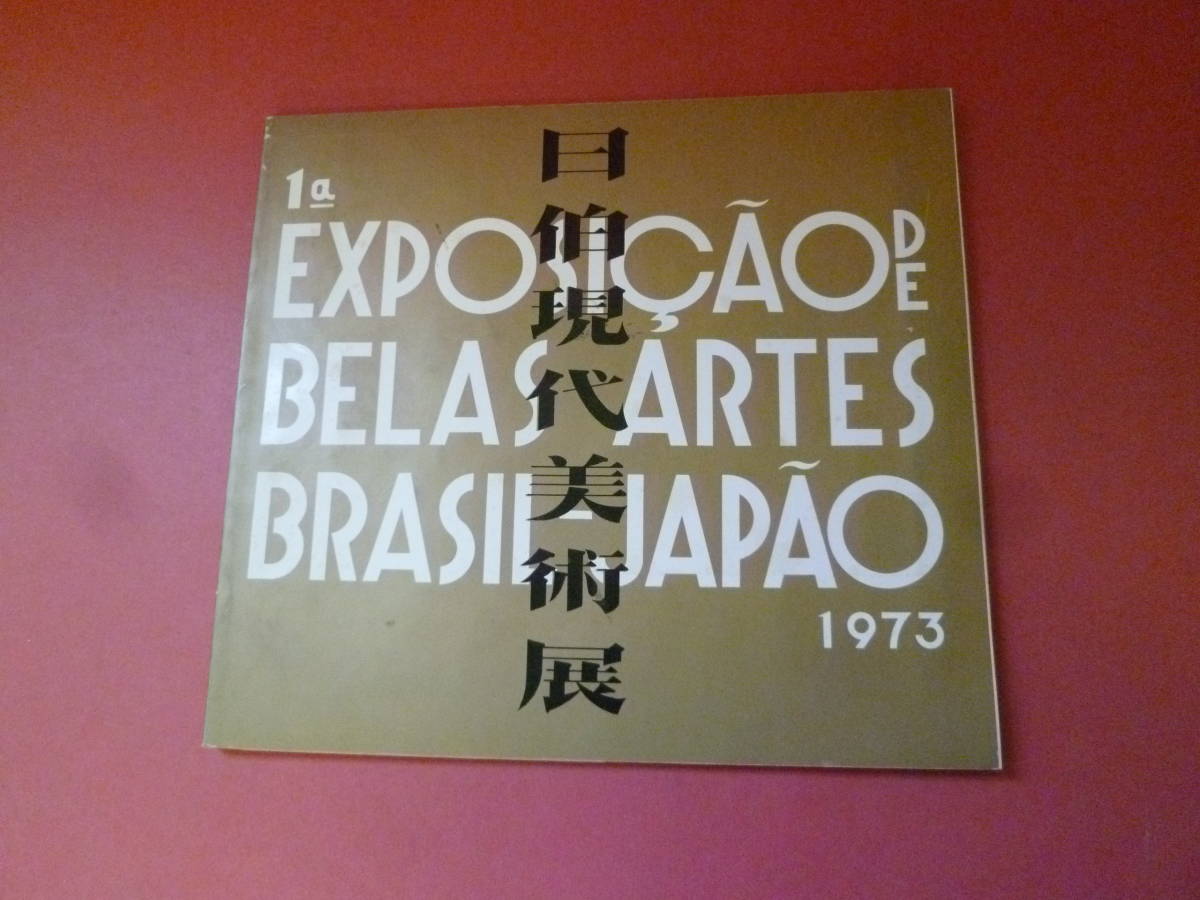 1ª
EXPOSIÇÃO DE
BELAS ARTES
BRASIL-JAPÃO
1973
日伯現代美術展